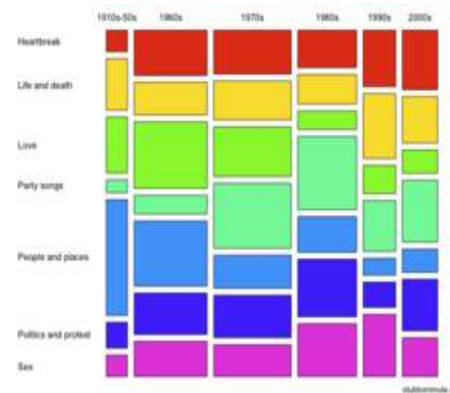 1910s-50s 1960s 1970s 1980s 1990s 2000s
Heartbreak
Life and death
Love
Party songs
People and places
Politics and protest
Sex